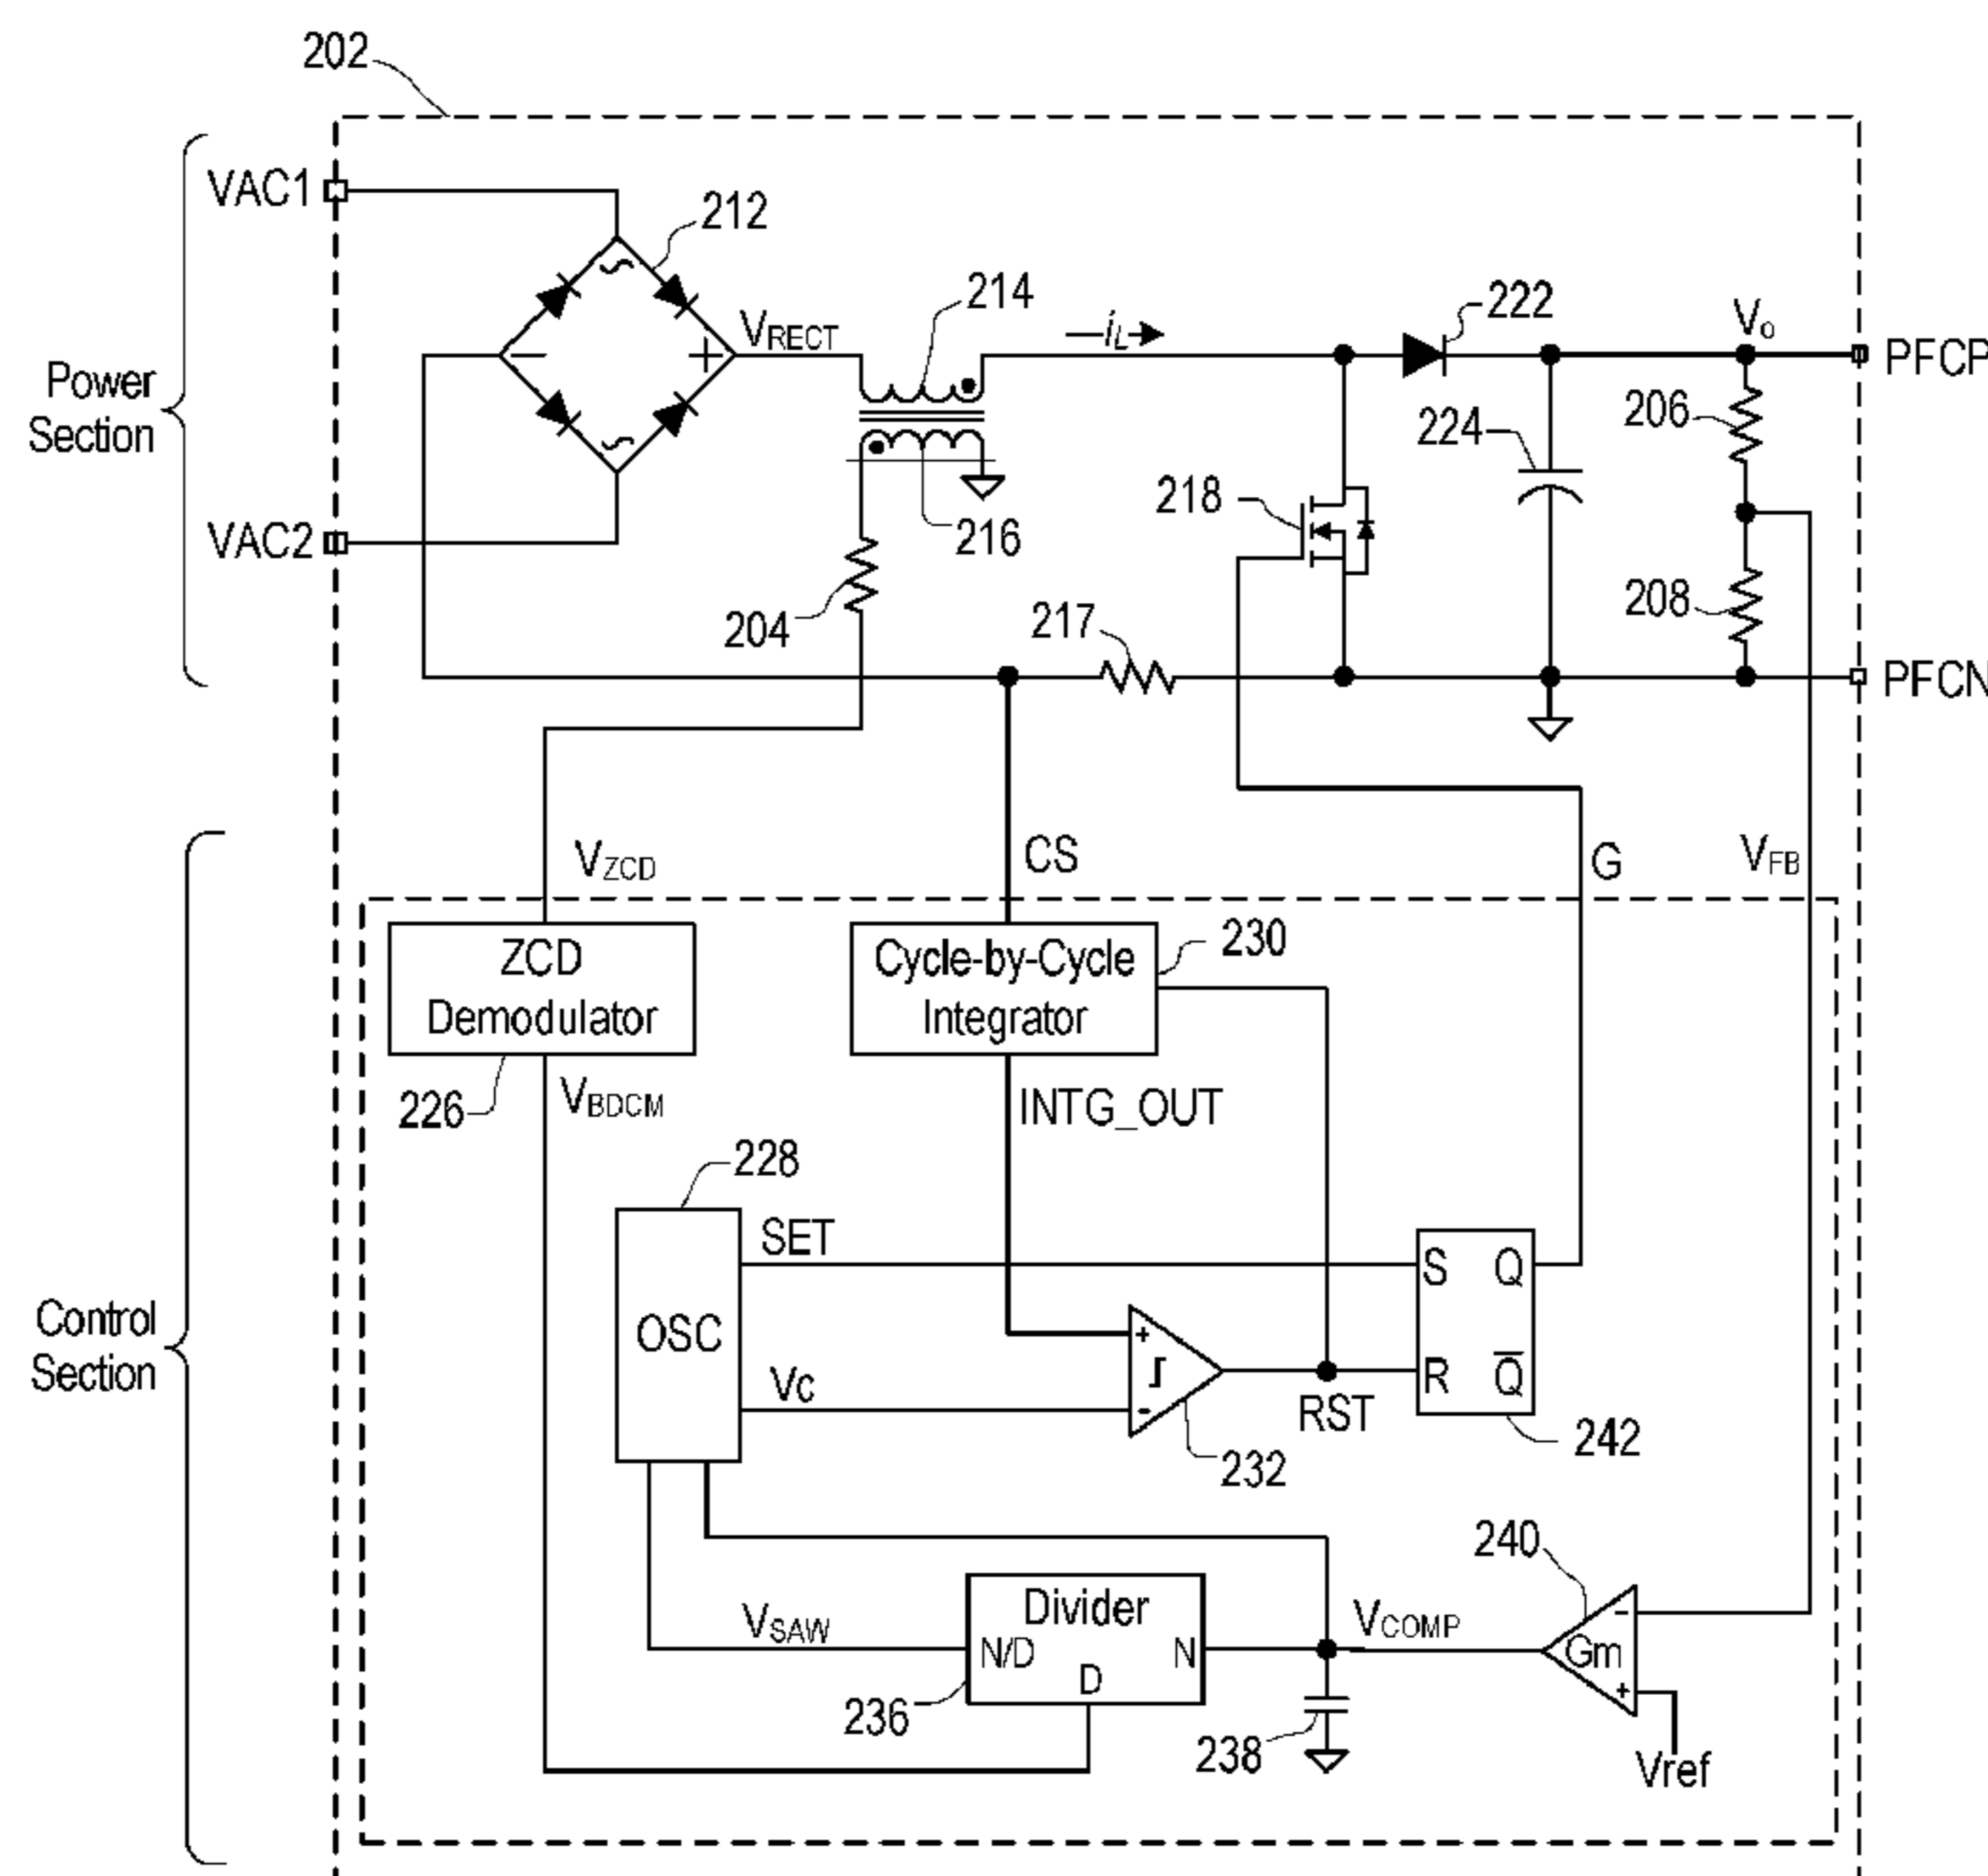 202
VAC1
212
214
iL
222
Vo
PFCP
VRECT
Power
Section
206
224
218
VAC2
216
208
204
217
PFCN
VZCD
CS
G
VFB
ZCD
Demodulator
Cycle-by-Cycle
Integrator
230
226
VBDCM
INTG_OUT
228
SET
S Q
OSC
Control
Section
+
Vc
-
R Q̅
RST
232
242
240
Divider
VSAW
N/D
D
N
VCOMP
-
Gm
+
236
238
Vref